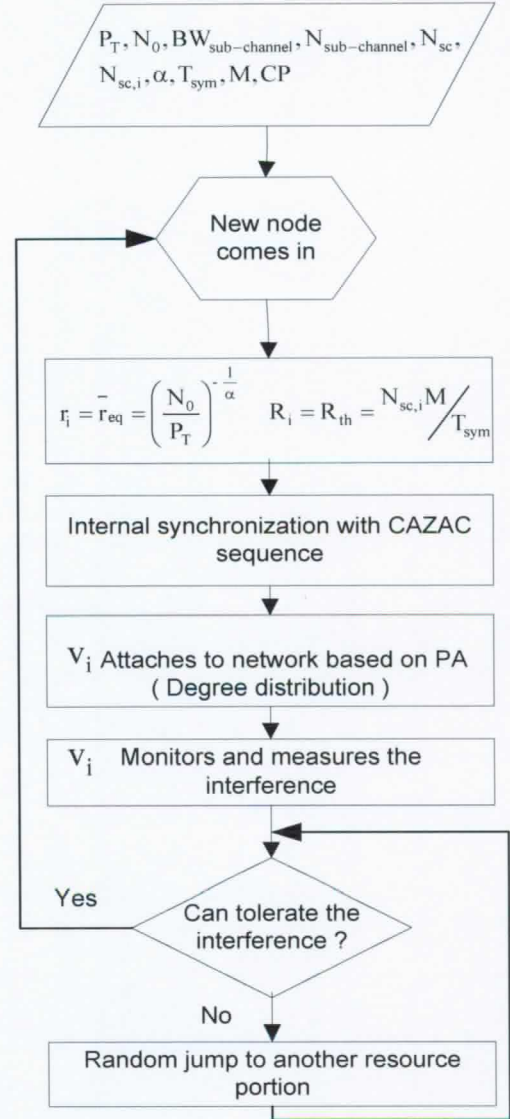 P_T, N_0, BW_sub−channel, N_sub−channel, N_sc,
N_sc,i, α, T_sym, M, CP
New node
comes in
r_i = r̄_eq = (N_0/P_T)^(-1/α) R_i = R_th = N_sc,i M/T_sym
Internal synchronization with CAZAC
sequence
V_i Attaches to network based on PA
( Degree distribution )
V_i Monitors and measures the
interference
Yes
Can tolerate the
interference ?
No
Random jump to another resource
portion